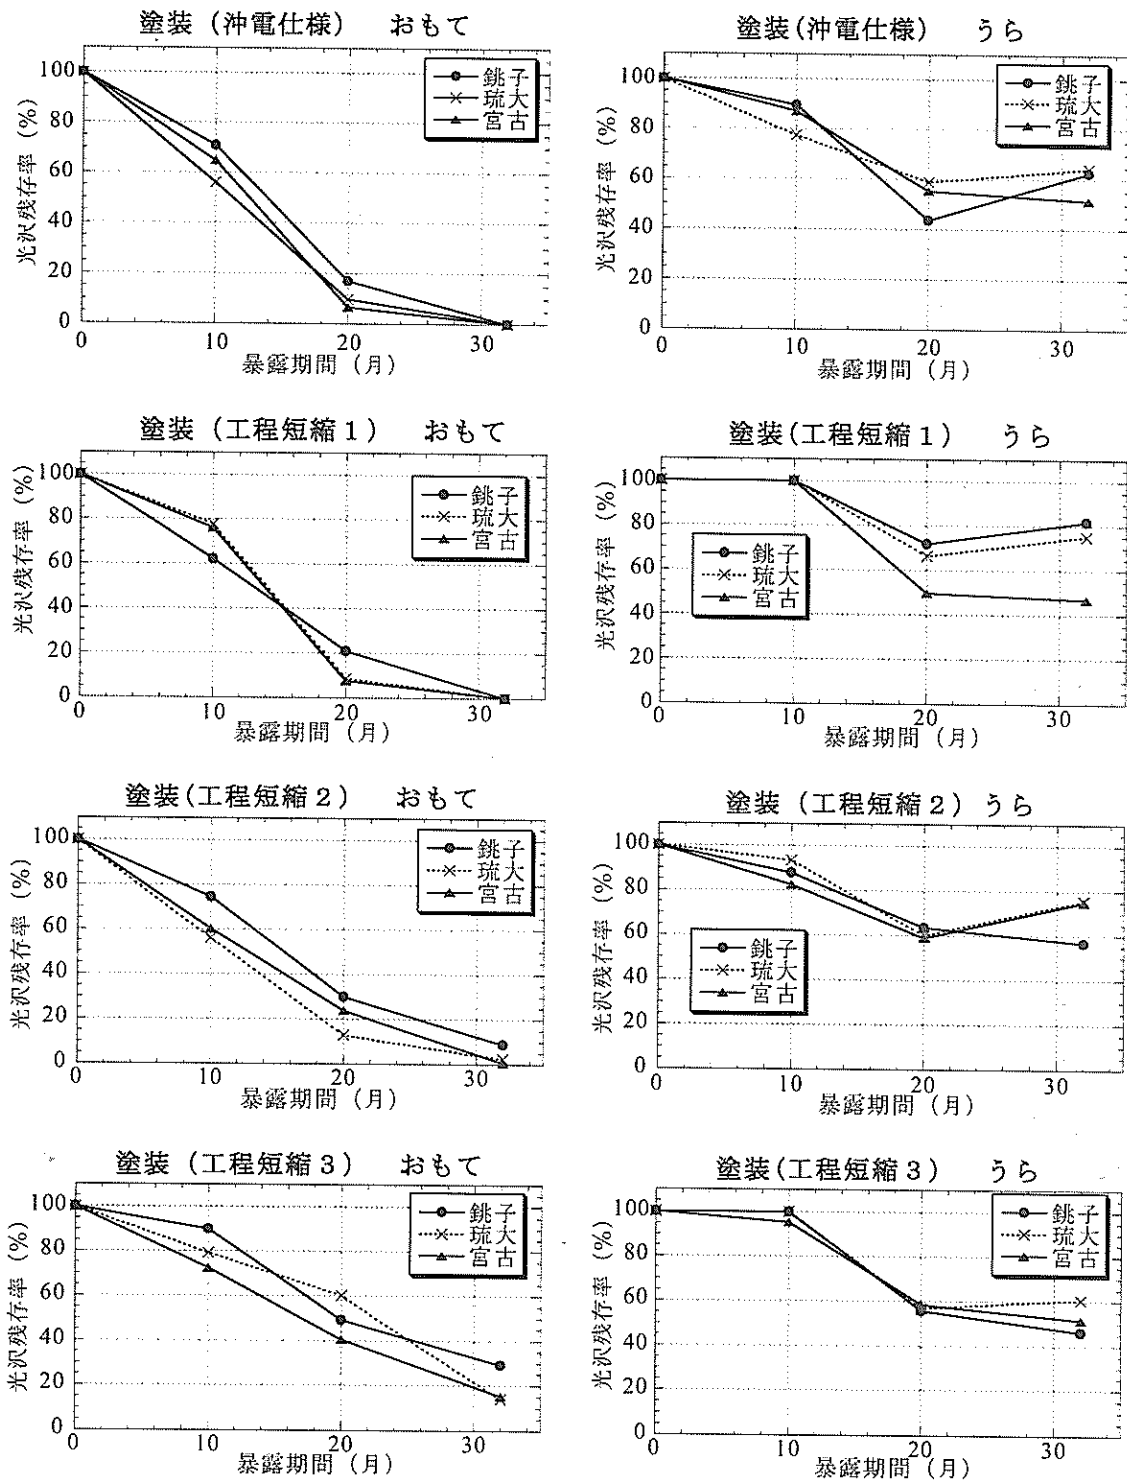 塗装 (沖電仕様) おもて
光沢残存率 (%)
100
80
60
40
20
0
銚子
琉大
宮古
0 10 20 30
暴露期間 (月)
塗装(沖電仕様) うら
光沢残存率 (%)
100
80
60
40
20
0
銚子
琉大
宮古
0 10 20 30
暴露期間 (月)
塗装 (工程短縮1) おもて
光沢残存率 (%)
100
80
60
40
20
0
銚子
琉大
宮古
0 10 20 30
暴露期間 (月)
塗装(工程短縮1) うら
光沢残存率 (%)
100
80
60
40
20
0
銚子
琉大
宮古
0 10 20 30
暴露期間 (月)
塗装(工程短縮2) おもて
光沢残存率 (%)
100
80
60
40
20
0
銚子
琉大
宮古
0 10 20 30
暴露期間 (月)
塗装 (工程短縮2) うら
光沢残存率 (%)
100
80
60
40
20
0
銚子
琉大
宮古
0 10 20 30
暴露期間 (月)
塗装 (工程短縮3) おもて
光沢残存率 (%)
100
80
60
40
20
0
銚子
琉大
宮古
0 10 20 30
暴露期間 (月)
塗装(工程短縮3) うら
光沢残存率 (%)
100
80
60
40
20
0
銚子
琉大
宮古
0 10 20 30
暴露期間 (月)